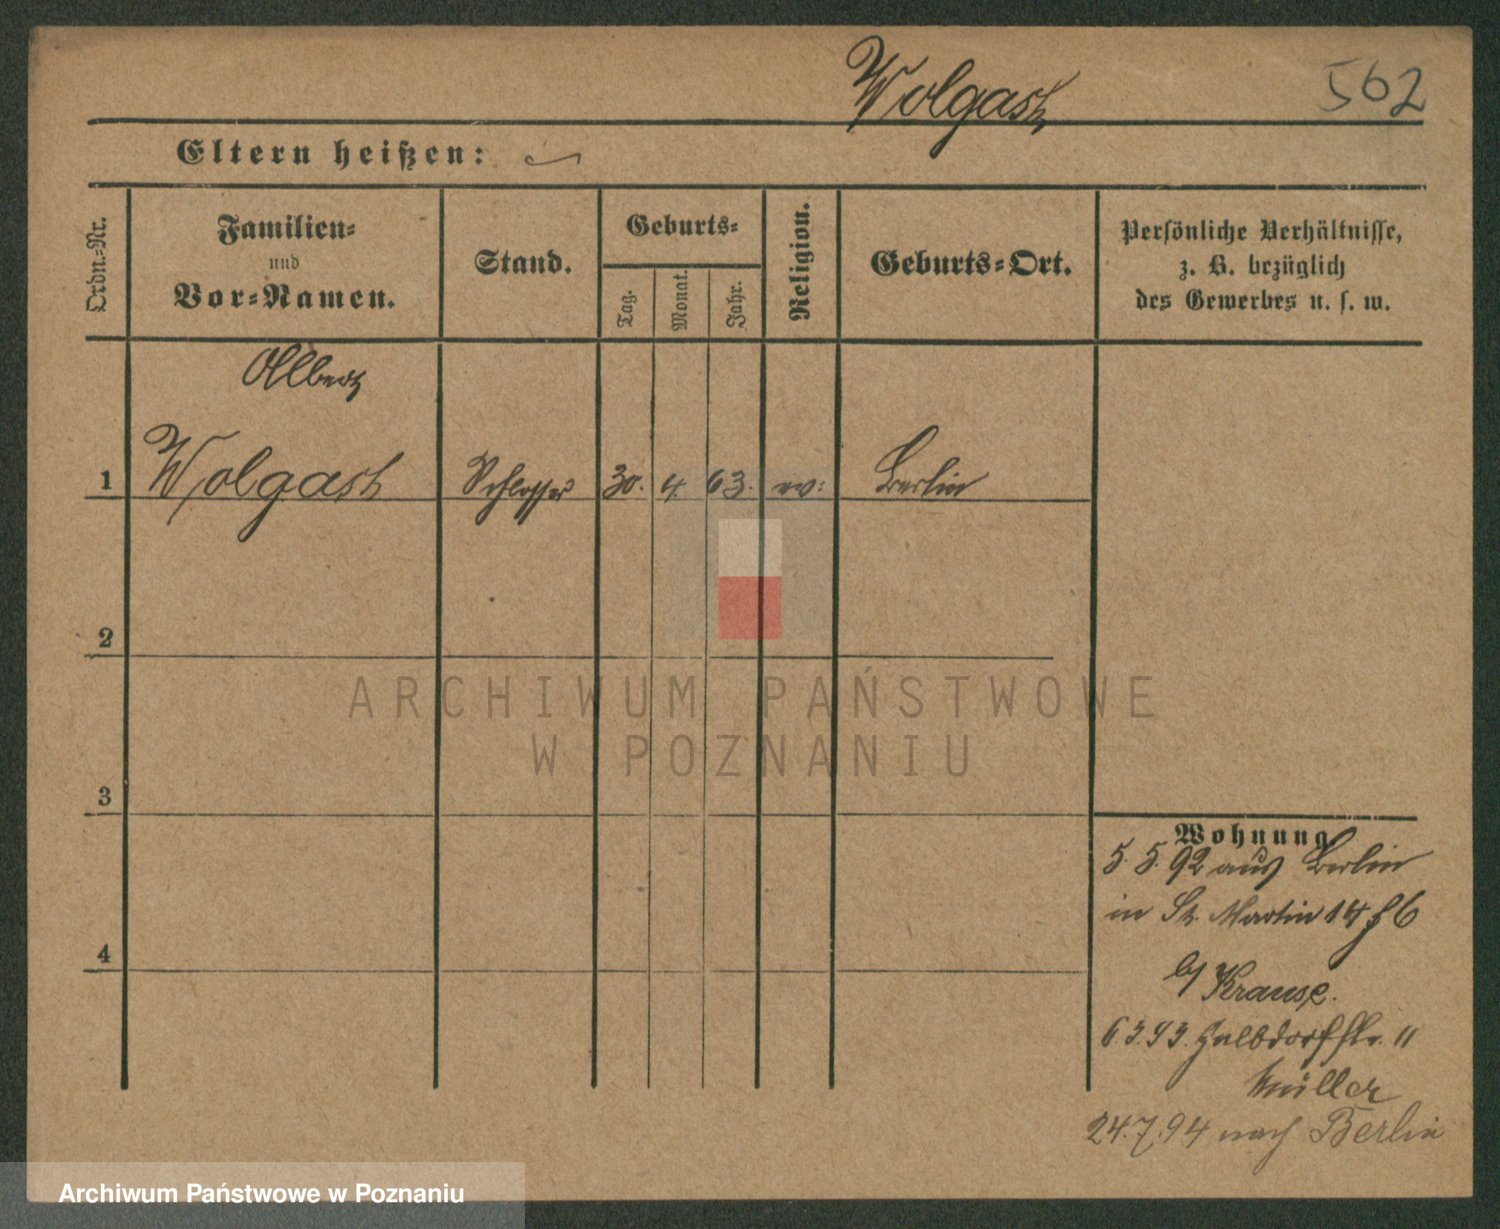 Wolgast
562
Eltern heißen:
Ordn.-Nr.
Familien-
und
Vor-Namen.
Stand.
Geburts-
Tag.
Monat.
Jahr.
Religion.
Geburts-Ort.
Persönliche Verhältnisse,
z. B. bezüglich
des Gewerbes u. s. w.
Albert
1 Wolgast Schlosser 30. 4. 63. ev: Berlin
2
3
4
Wohnung
5. 5. 92 aus Berlin
in St. Martin 14
b/ Krause.
6.3.93. Halbdorfstr. 11
Müller
24.7.94 nach Berlin
ARCHIWUM PAŃSTWOWE
W POZNANIU
Archiwum Państwowe w Poznaniu